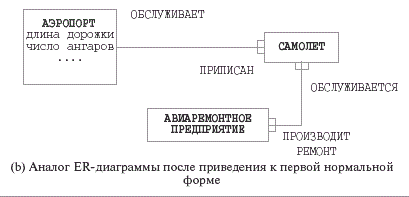 АЭРОПОРТ
длина дорожки
число ангаров
....
ОБСЛУЖИВАЕТ
САМОЛЕТ
ПРИПИСАН
ОБСЛУЖИВАЕТСЯ
АВИАРЕМОНТНОЕ
ПРЕДПРИЯТИЕ
ПРОИЗВОДИТ
РЕМОНТ
(b) Аналог ER-диаграммы после приведения к первой нормальной
форме